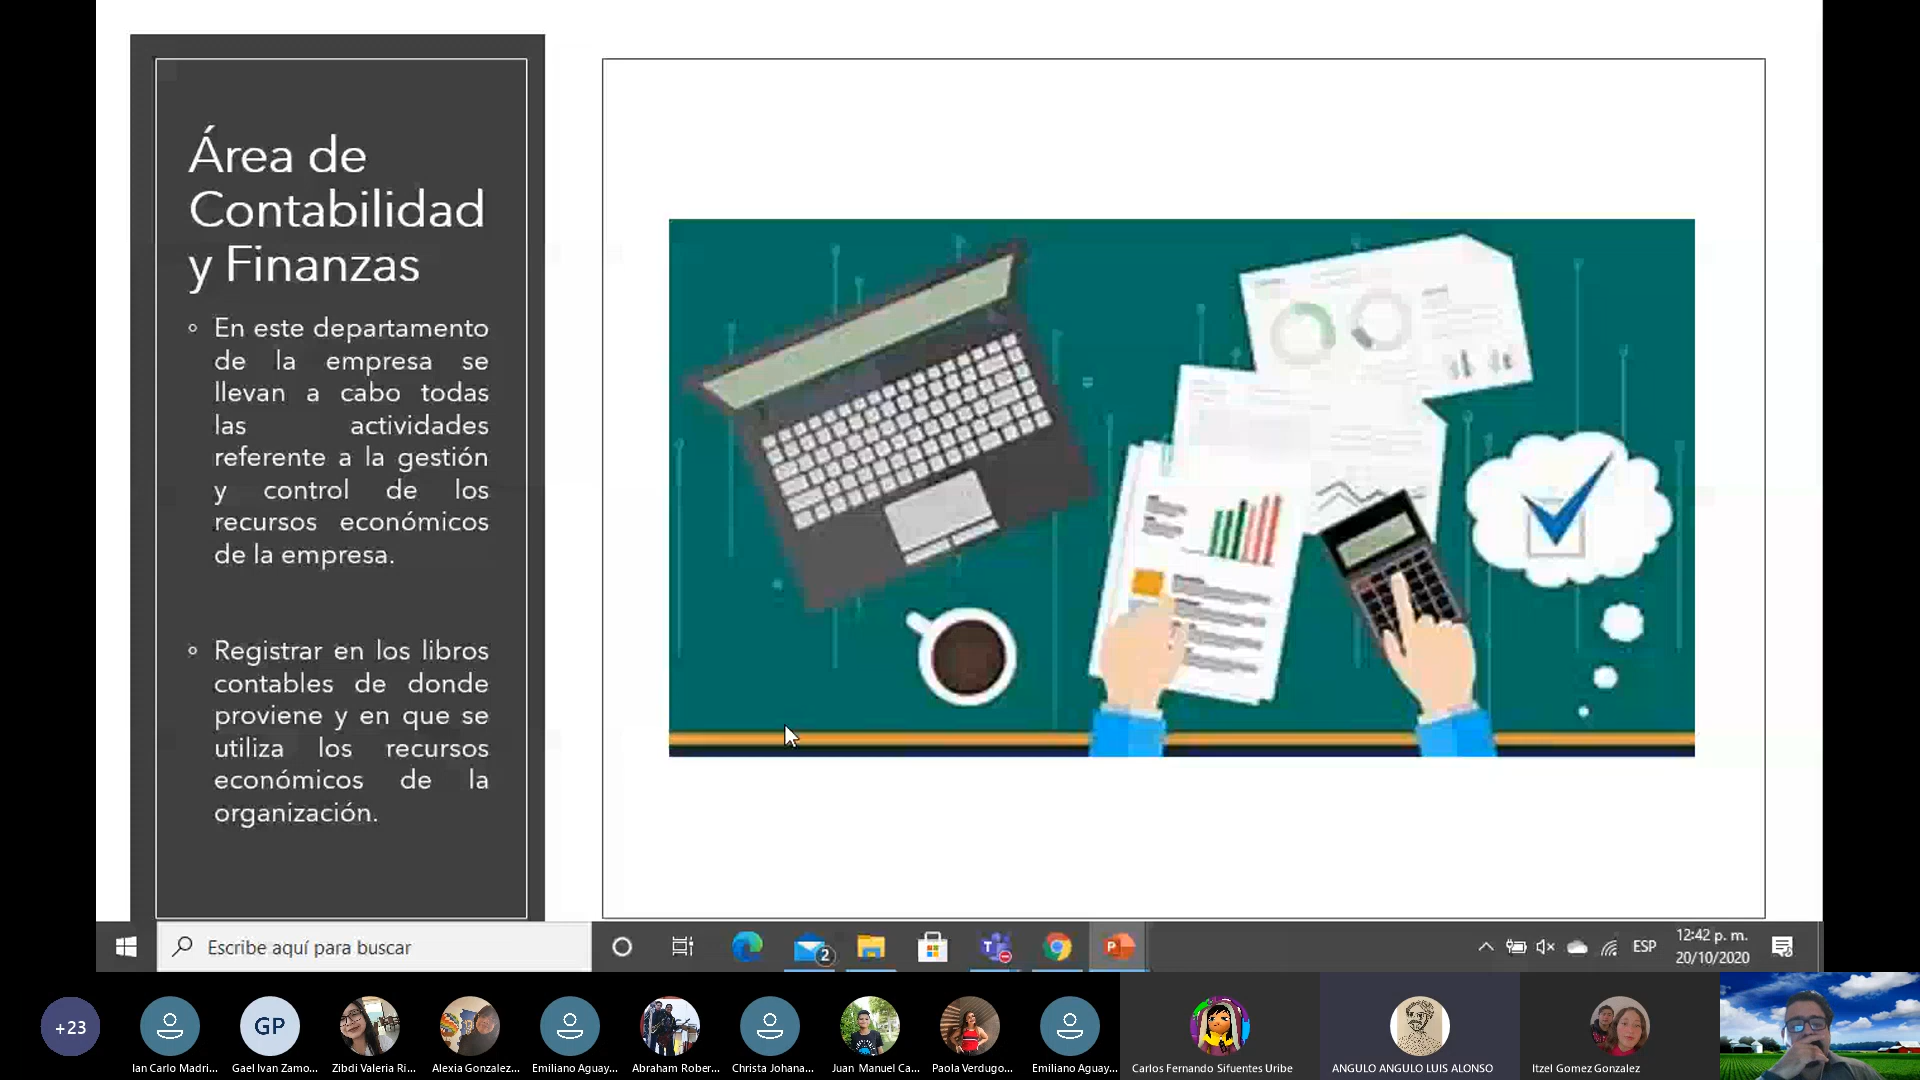 Área de
Contabilidad
y Finanzas
En este departamento
de la empresa se
llevan a cabo todas
las actividades
referente a la gestión
y control de los
recursos económicos
de la empresa.
Registrar en los libros
contables de donde
proviene y en que se
utiliza los recursos
económicos de la
organización.
Escribe aquí para buscar
2
ESP
12:42 p. m.
20/10/2020
+23
GP
Ian Carlo Madri...
Gael Ivan Zamo...
Zibdi Valeria Ri...
Alexia Gonzalez...
Emiliano Aguay...
Abraham Rober...
Christa Johana...
Juan Manuel Ca...
Paola Verdugo...
Emiliano Aguay...
Carlos Fernando Sifuentes Uribe
ANGULO ANGULO LUIS ALONSO
Itzel Gomez Gonzalez